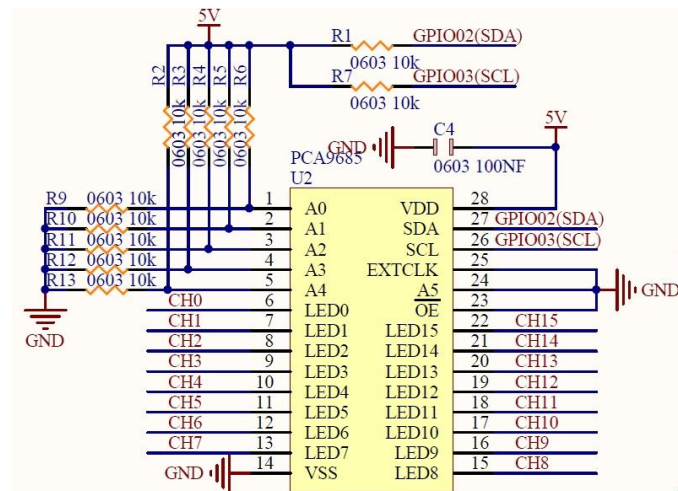 5V
R1 GPIO02(SDA)
0603 10k
R7 GPIO03(SCL)
0603 10k
R2
R3
R4
R5
R6
0603 10k
0603 10k
0603 10k
0603 10k
0603 10k
5V
C4
GND
0603 100NF
PCA9685
U2
R9 0603 10k 1 A0 VDD 28
R10 0603 10k 2 A1 SDA 27 GPIO02(SDA)
R11 0603 10k 3 A2 SCL 26 GPIO03(SCL)
R12 0603 10k 4 A3 EXTCLK 25
R13 0603 10k 5 A4 A5 24 GND
CH0 6 LED0 OE 23
GND
CH1 7 LED1 LED15 22 CH15
CH2 8 LED2 LED14 21 CH14
CH3 9 LED3 LED13 20 CH13
CH4 10 LED4 LED12 19 CH12
CH5 11 LED5 LED11 18 CH11
CH6 12 LED6 LED10 17 CH10
CH7 13 LED7 LED9 16 CH9
GND 14 VSS LED8 15 CH8